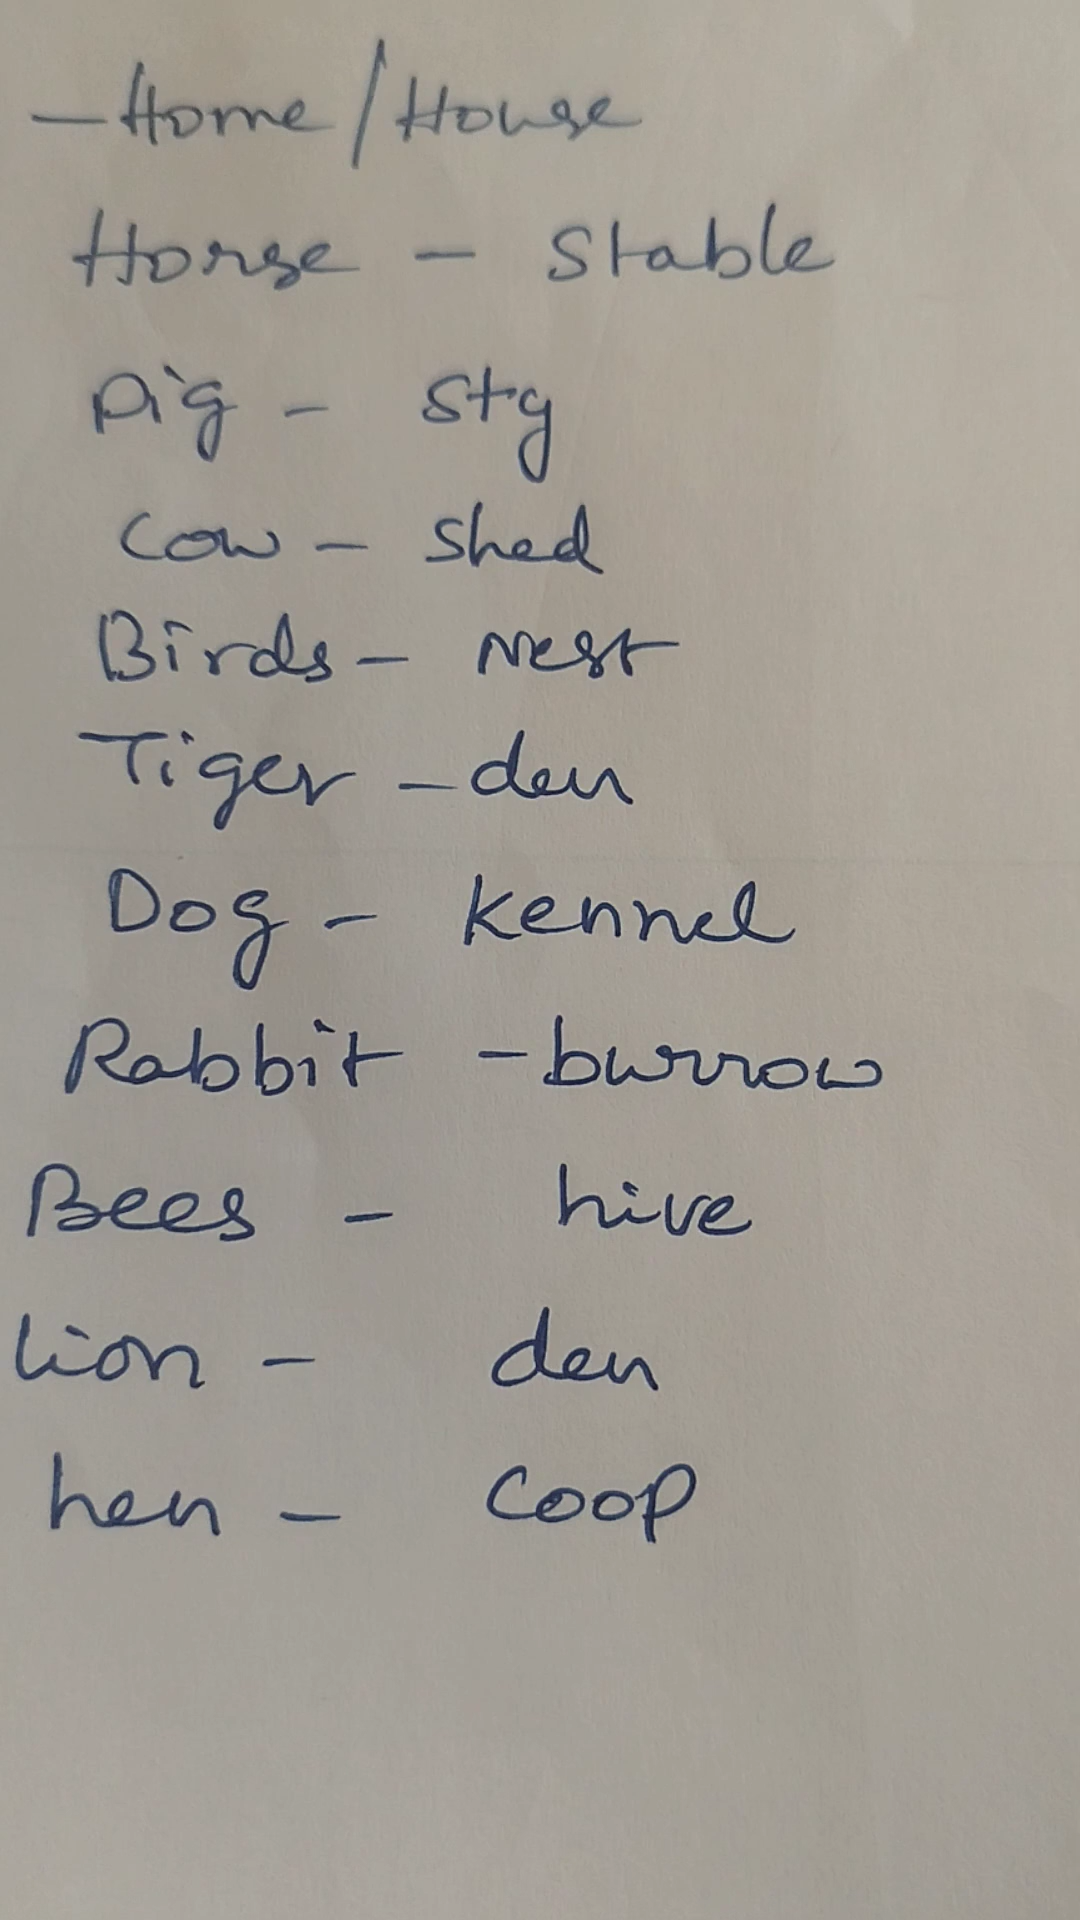 - Home/House
Horse - Stable
Pig - Sty
Cow - Shed
Birds - Nest
Tiger - den
Dog - Kennel
Rabbit - burrow
Bees - hive
lion - den
hen - Coop